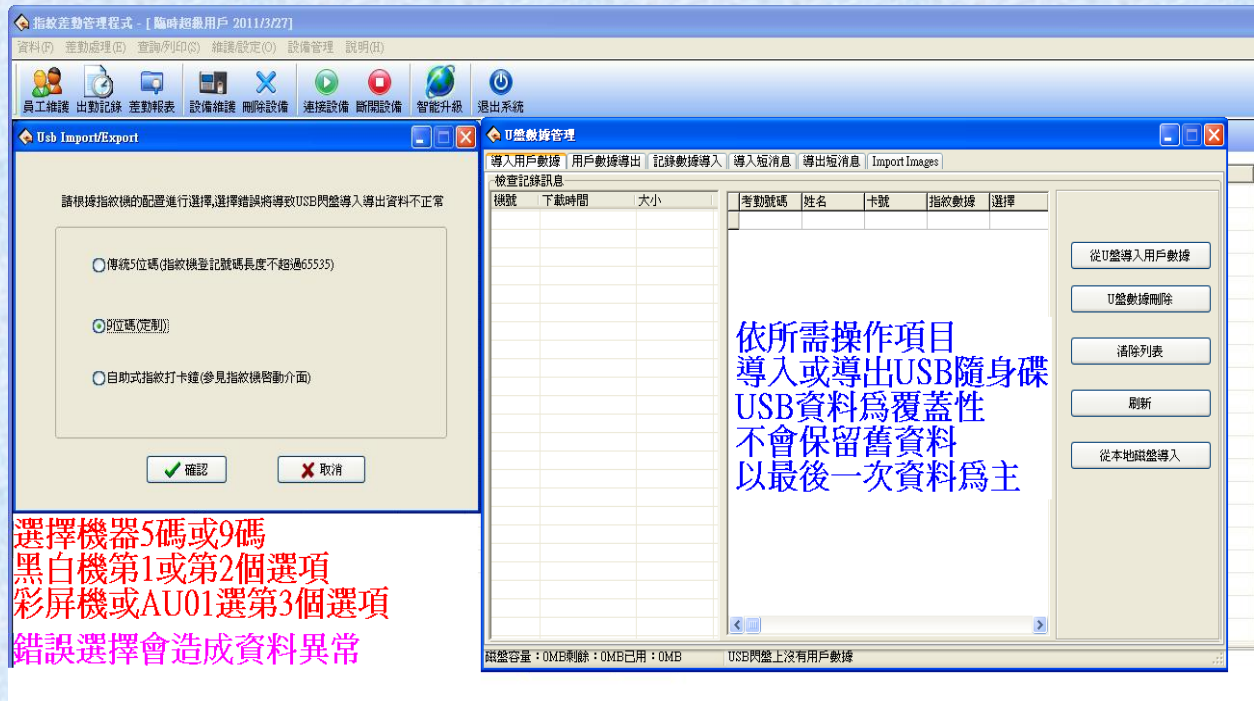 指紋差勤管理程式 - [ 臨時超級用戶 2011/3/27]
資料(F) 差勤處理(E) 查詢/列印(S) 維護/設定(O) 設備管理 說明(H)
員工維護 出勤記錄 差勤報表 設備維護 刪除設備 連接設備 斷開設備 智能升級 退出系統
Usb Import/Export
請根據指紋機的配置進行選擇,選擇錯誤將導致USB閃盤導入導出資料不正常
傳統5位碼(指紋機登記號碼長度不超過65535)
9位碼(定制)
自助式指紋打卡鐘(參見指紋機啓動介面)
確認 取消
選擇機器5碼或9碼
黑白機第1或第2個選項
彩屏機或AU01選第3個選項
錯誤選擇會造成資料異常
U盤數據管理
導入用戶數據 用戶數據導出 記錄數據導入 導入短消息 導出短消息 Import Images
檢查記錄訊息
機號 下載時間 大小 考勤號碼 姓名 卡號 指紋數據 選擇
從U盤導入用戶數據
U盤數據刪除
清除列表
刷新
從本地磁盤導入
依所需操作項目
導入或導出USB隨身碟
USB資料爲覆蓋性
不會保留舊資料
以最後一次資料爲主
磁盤容量：0MB剩餘：0MB已用：0MB USB閃盤上沒有用戶數據